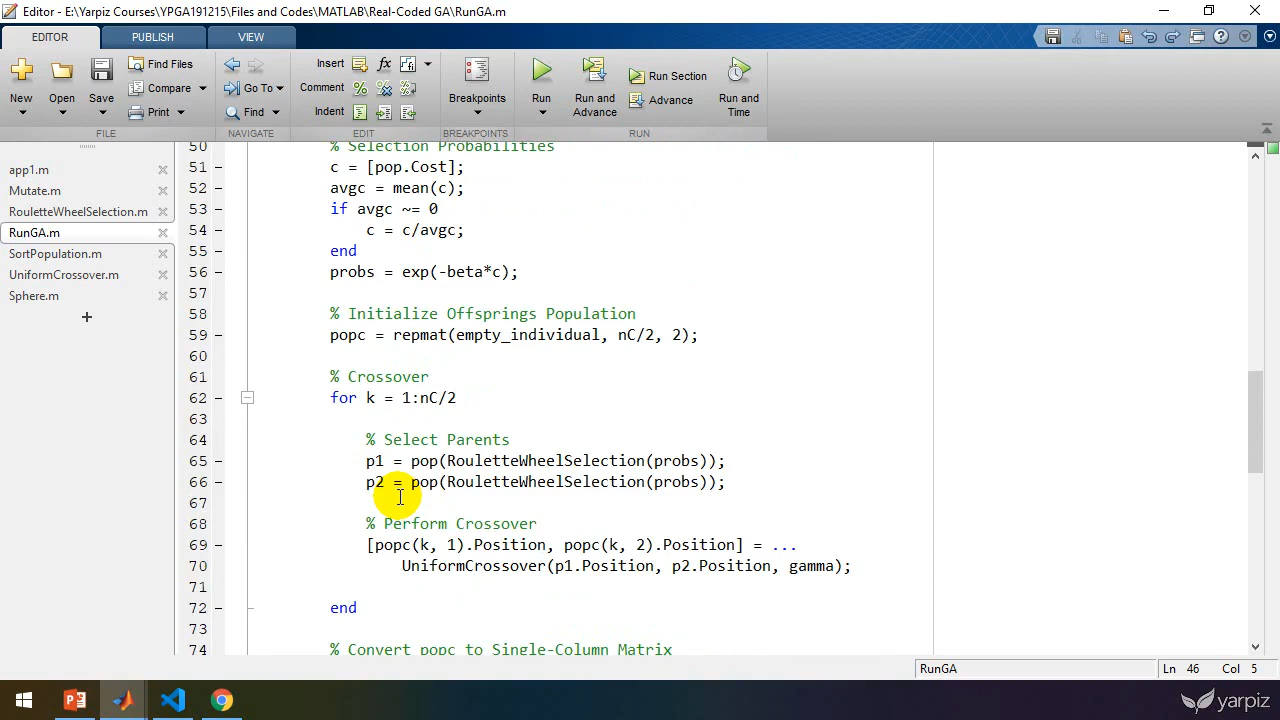 Editor - E:\Yarpiz Courses\YPGA191215\Files and Codes\MATLAB\Real-Coded GA\RunGA.m
EDITOR PUBLISH VIEW
New Open Save Find Files Compare Print
FILE
Go To Find
NAVIGATE
Insert fx
Comment % %
Indent
EDIT
Breakpoints
BREAKPOINTS
Run Run and Advance Run Section Advance Run and Time
RUN
app1.m
Mutate.m
RouletteWheelSelection.m
RunGA.m
SortPopulation.m
UniformCrossover.m
Sphere.m
50 % Selection Probabilities
51 – c = [pop.Cost];
52 – avgc = mean(c);
53 – if avgc ~= 0
54 – c = c/avgc;
55 – end
56 – probs = exp(-beta*c);
57
58 % Initialize Offsprings Population
59 – popc = repmat(empty_individual, nC/2, 2);
60
61 % Crossover
62 – for k = 1:nC/2
63
64 % Select Parents
65 – p1 = pop(RouletteWheelSelection(probs));
66 – p2 = pop(RouletteWheelSelection(probs));
67
68 % Perform Crossover
69 – [popc(k, 1).Position, popc(k, 2).Position] = ...
70 UniformCrossover(p1.Position, p2.Position, gamma);
71
72 – end
73
74 % Convert popc to Single-Column Matrix
RunGA Ln 46 Col 5
yarpiz